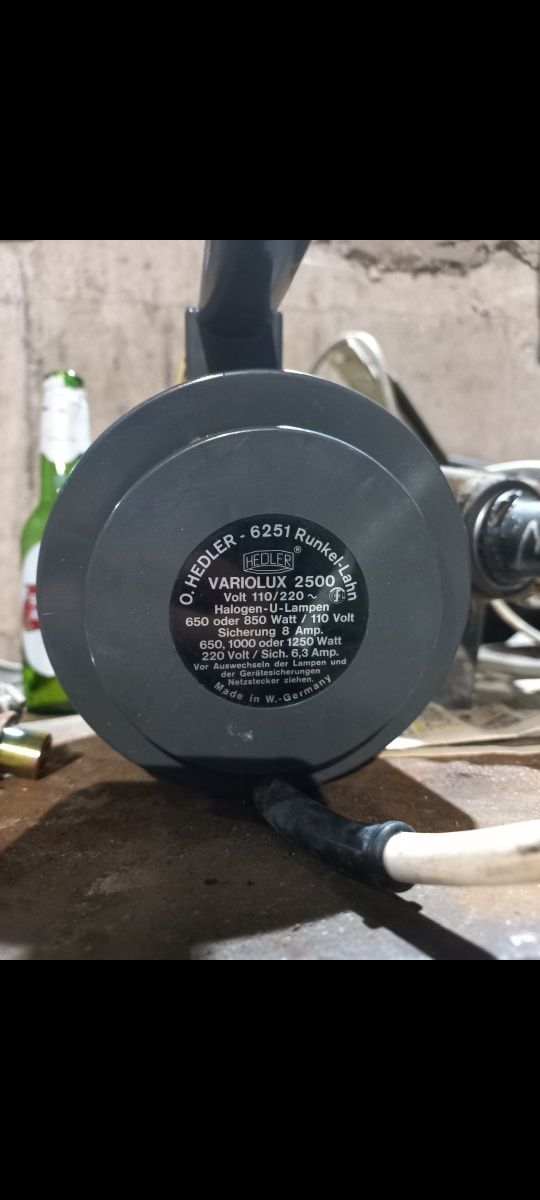 O. HEDLER - 6251 Runkel-Lahn
HEDLER ®
VARIOLUX 2500
Volt 110/220 ~
Halogen-U-Lampen
650 oder 850 Watt / 110 Volt
Sicherung 8 Amp.
650, 1000 oder 1250 Watt
220 Volt / Sich. 6,3 Amp.
Vor Auswechseln der Lampen und
der Gerätesicherungen
Netzstecker ziehen.
Made in W.-Germany